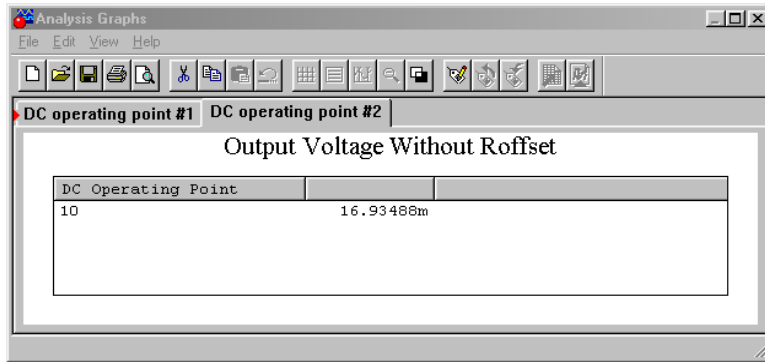 Analysis Graphs
File Edit View Help
DC operating point #1 DC operating point #2
Output Voltage Without Roffset
DC Operating Point
10 16.93488m